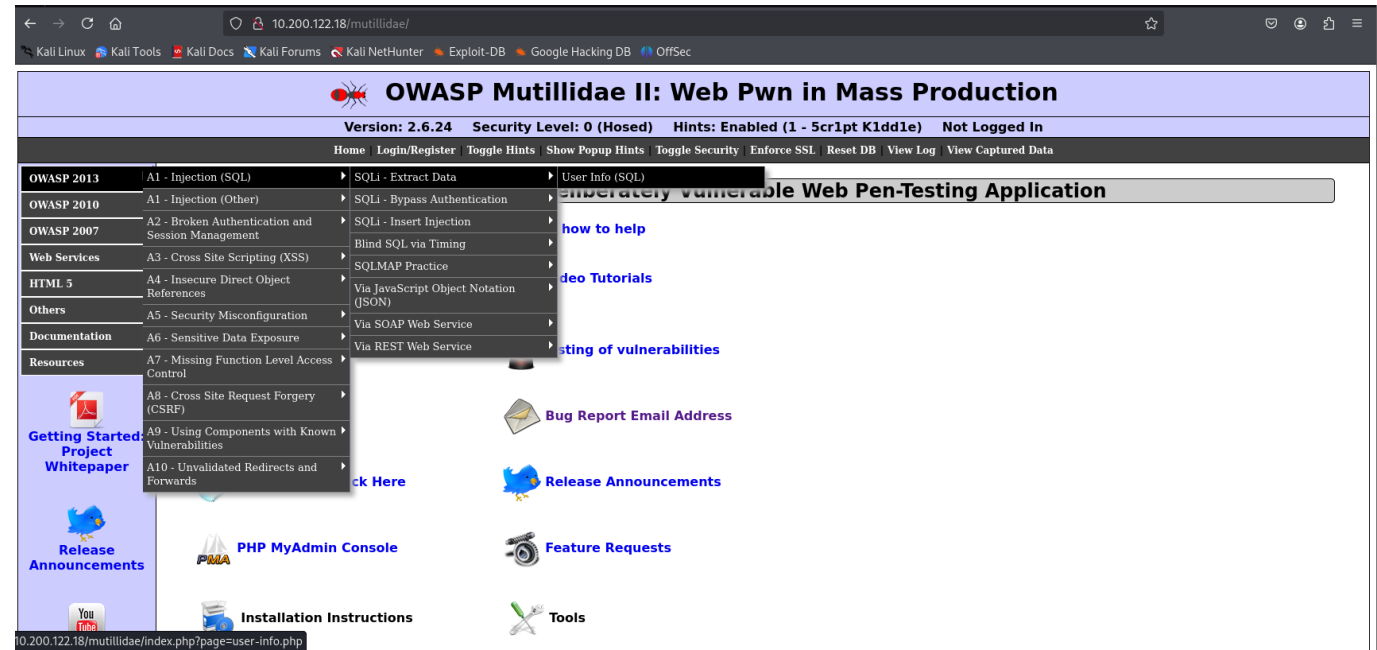 10.200.122.18/mutillidae/
Kali Linux Kali Tools Kali Docs Kali Forums Kali NetHunter Exploit-DB Google Hacking DB OffSec
OWASP Mutillidae II: Web Pwn in Mass Production
Version: 2.6.24 Security Level: 0 (Hosed) Hints: Enabled (1 - 5cr1pt K1dd1e) Not Logged In
Home | Login/Register | Toggle Hints | Show Popup Hints | Toggle Security | Enforce SSL | Reset DB | View Log | View Captured Data
OWASP 2013
OWASP 2010
OWASP 2007
Web Services
HTML 5
Others
Documentation
Resources
A1 - Injection (SQL)
A1 - Injection (Other)
A2 - Broken Authentication and
Session Management
A3 - Cross Site Scripting (XSS)
A4 - Insecure Direct Object
References
A5 - Security Misconfiguration
A6 - Sensitive Data Exposure
A7 - Missing Function Level Access
Control
A8 - Cross Site Request Forgery
(CSRF)
A9 - Using Components with Known
Vulnerabilities
A10 - Unvalidated Redirects and
Forwards
SQLi - Extract Data
SQLi - Bypass Authentication
SQLi - Insert Injection
Blind SQL via Timing
SQLMAP Practice
Via JavaScript Object Notation
(JSON)
Via SOAP Web Service
Via REST Web Service
User Info (SQL)
Vulnerable Web Pen-Testing Application
how to help
deo Tutorials
sting of vulnerabilities
Bug Report Email Address
ck Here
Release Announcements
PHP MyAdmin Console
PMA
Feature Requests
Installation Instructions
Tools
Getting Started:
Project
Whitepaper
Release
Announcements
You
Tube
10.200.122.18/mutillidae/index.php?page=user-info.php